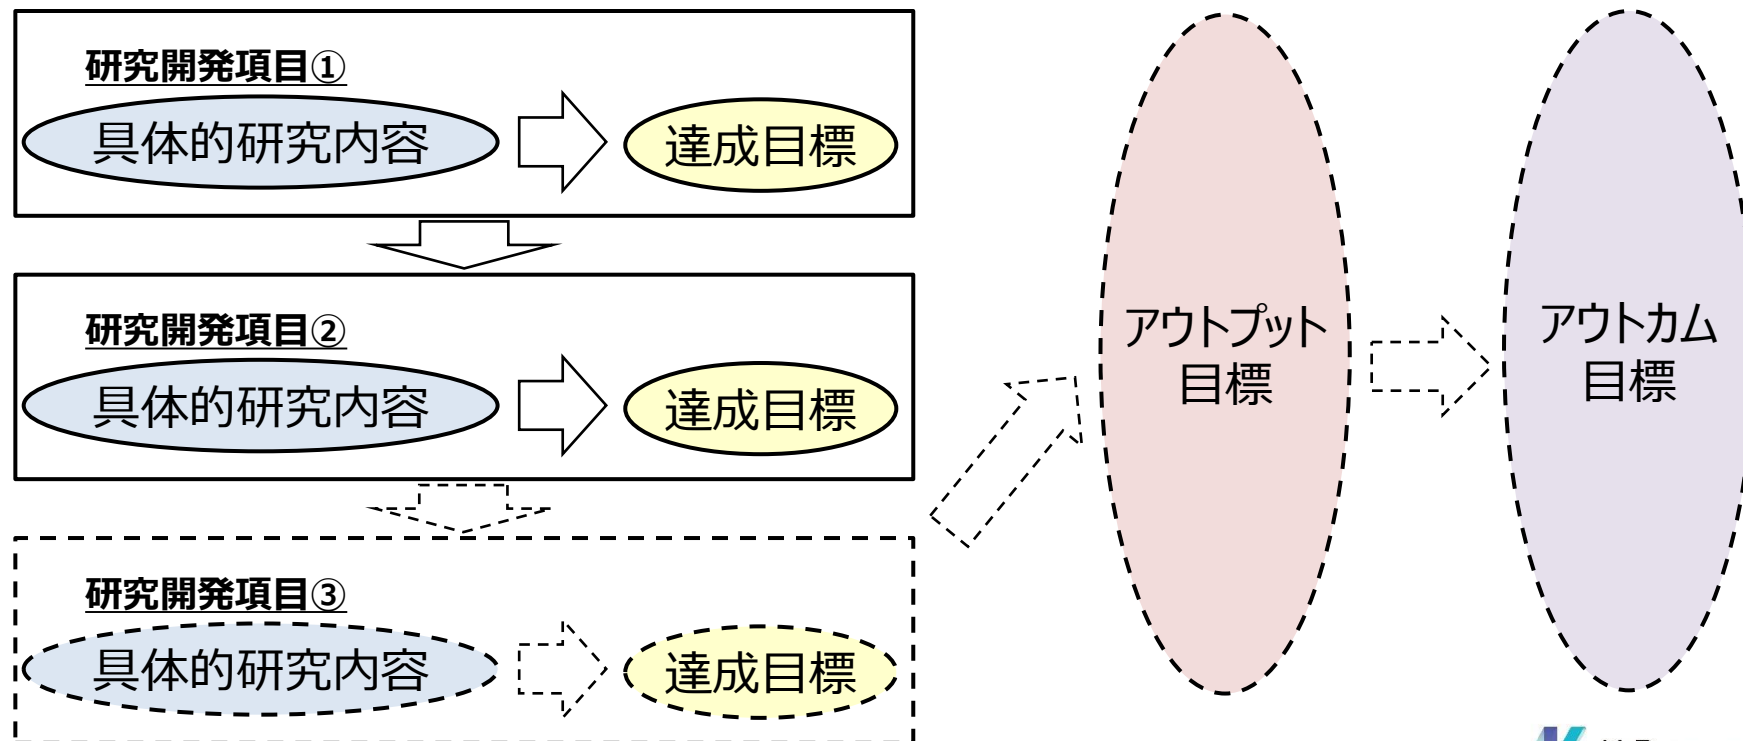 研究開発項目①
具体的研究内容
達成目標
研究開発項目②
具体的研究内容
達成目標
研究開発項目③
具体的研究内容
達成目標
アウトプット
目標
アウトカム
目標